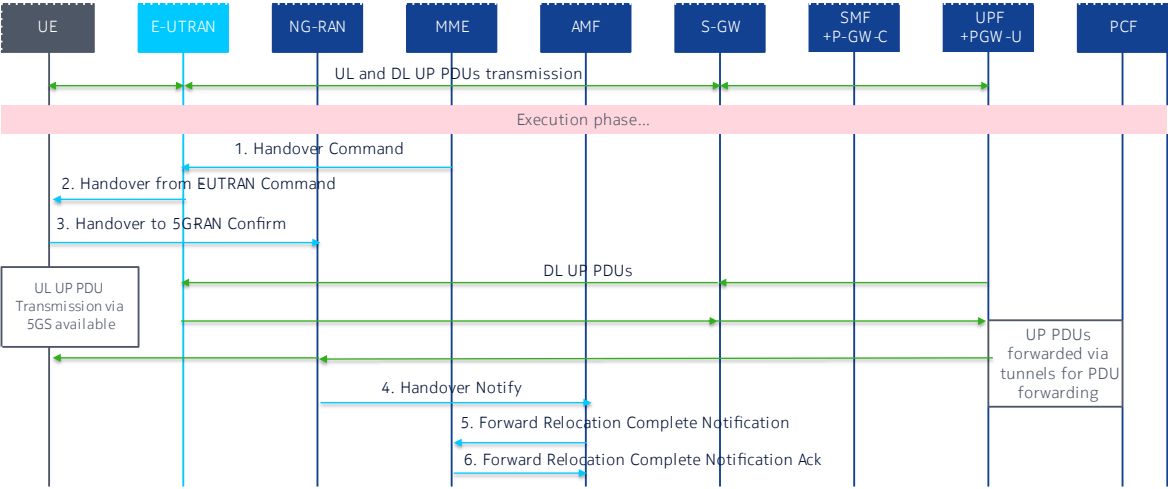 UE
E-UTRAN
NG-RAN
MME
AMF
S-GW
SMF
+P-GW-C
UPF
+PGW-U
PCF
UL and DL UP PDUs transmission
Execution phase...
1. Handover Command
2. Handover from EUTRAN Command
3. Handover to 5GRAN Confirm
DL UP PDUs
UL UP PDU
Transmission via
5GS available
UP PDUs
forwarded via
tunnels for PDU
forwarding
4. Handover Notify
5. Forward Relocation Complete Notification
6. Forward Relocation Complete Notification Ack